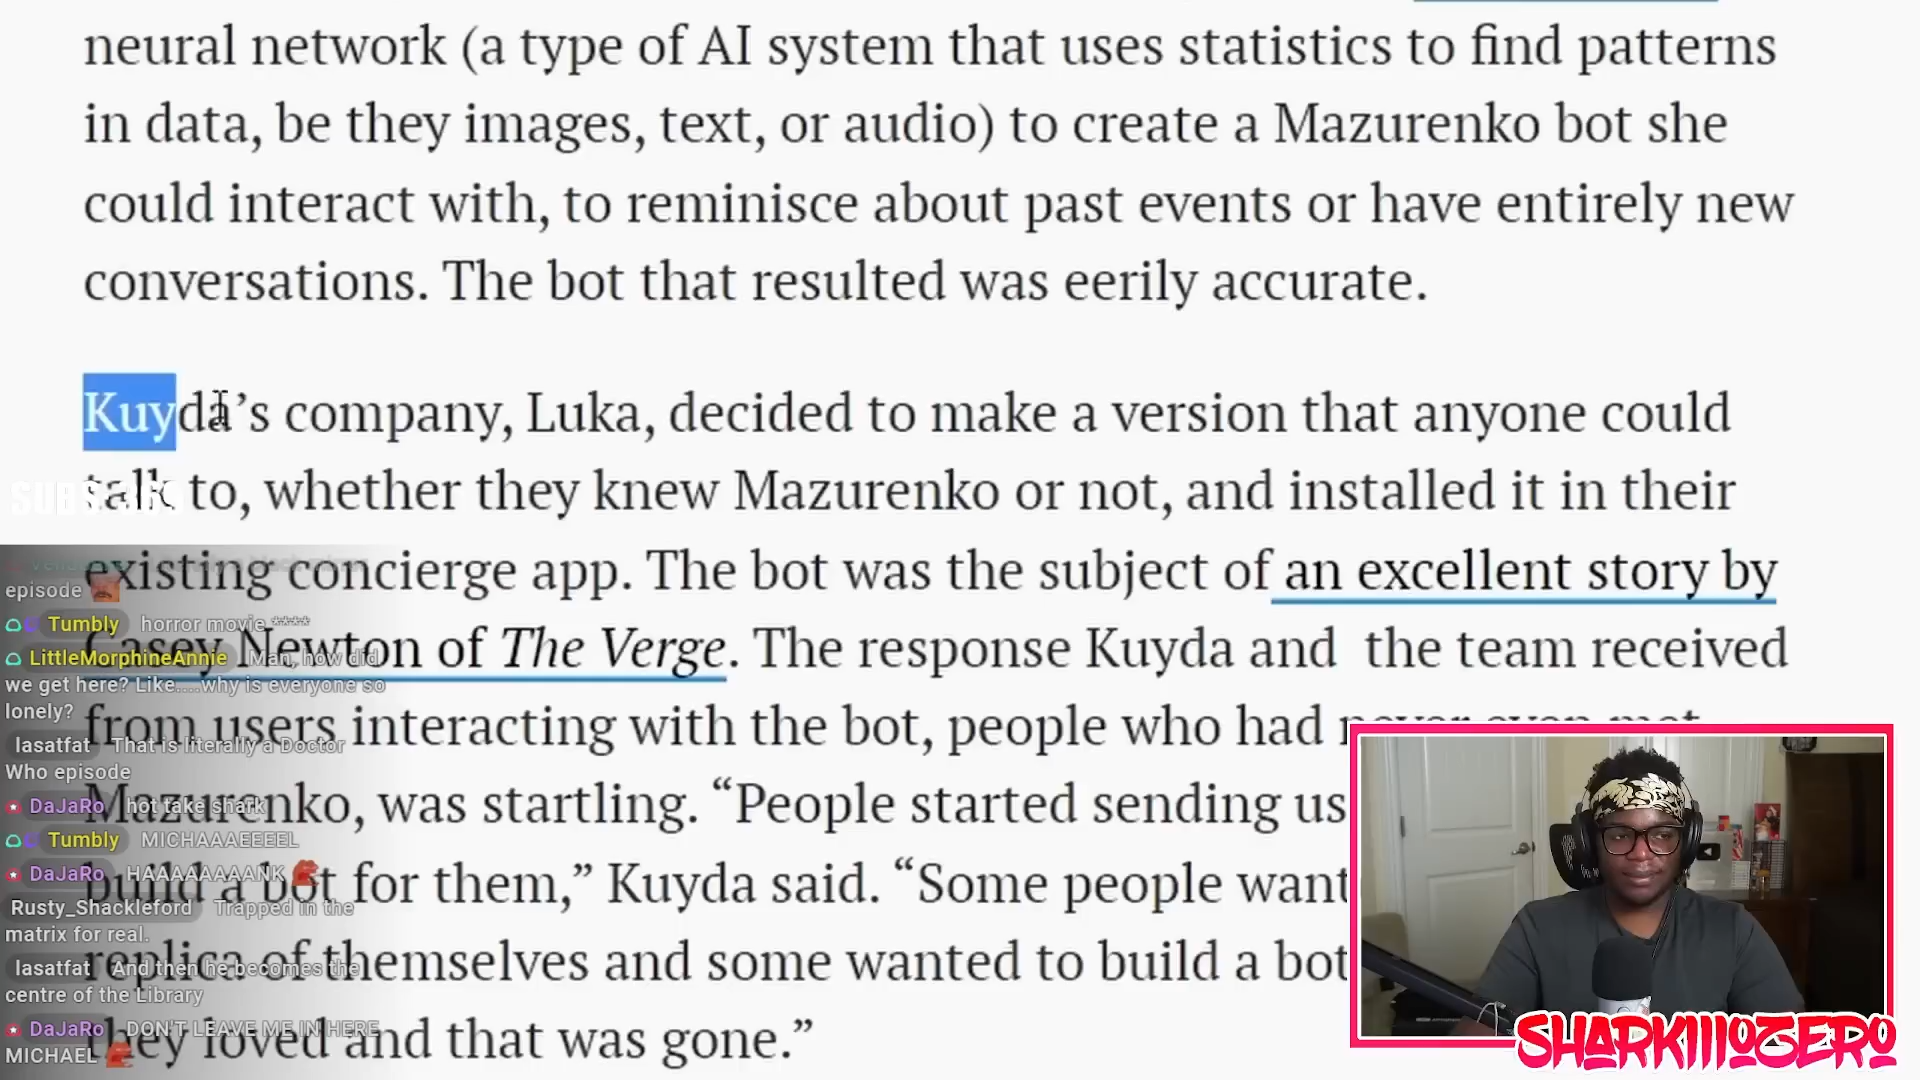 neural network (a type of AI system that uses statistics to find patterns
in data, be they images, text, or audio) to create a Mazurenko bot she
could interact with, to reminisce about past events or have entirely new
conversations. The bot that resulted was eerily accurate.
Kuyda’s company, Luka, decided to make a version that anyone could
talk to, whether they knew Mazurenko or not, and installed it in their
existing concierge app. The bot was the subject of an excellent story by
Casey Newton of The Verge. The response Kuyda and the team received
from users interacting with the bot, people who had never even met
Mazurenko, was startling. “People started sending us
build a bot for them,” Kuyda said. “Some people want
replica of themselves and some wanted to build a bot
they loved and that was gone.”
SUBS:
episode
Tumbly horror movie ****
LittleMorphineAnnie Man, how did
we get here? Like....why is everyone so
lonely?
lasatfat That is literally a Doctor
Who episode
DaJaRo hot take shark
Tumbly MICHAAAEEEEL
DaJaRo HAAAAAAAANK
Rusty_Shackleford Trapped in the
matrix for real.
lasatfat And then he becomes the
centre of the Library
DaJaRo DON'T LEAVE ME IN HERE
MICHAEL
SHARKIIIOZERO